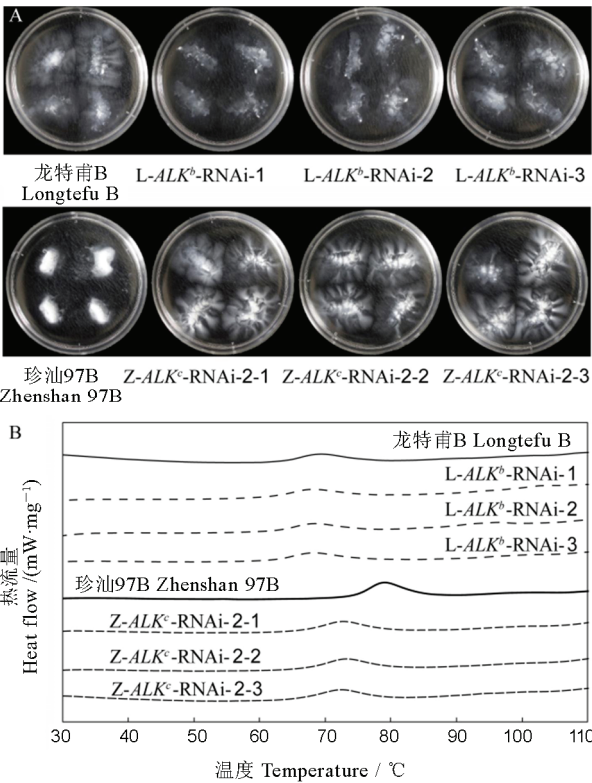 A
龙特甫B
Longtefu B
L-ALKᵇ-RNAi-1
L-ALKᵇ-RNAi-2
L-ALKᵇ-RNAi-3
珍汕97B
Zhenshan 97B
Z-ALKᶜ-RNAi-2-1
Z-ALKᶜ-RNAi-2-2
Z-ALKᶜ-RNAi-2-3
B
龙特甫B Longtefu B
L-ALKᵇ-RNAi-1
L-ALKᵇ-RNAi-2
L-ALKᵇ-RNAi-3
珍汕97B Zhenshan 97B
Z-ALKᶜ-RNAi-2-1
Z-ALKᶜ-RNAi-2-2
Z-ALKᶜ-RNAi-2-3
热流量
Heat flow /(mW·mg⁻¹)
30 40 50 60 70 80 90 100 110
温度 Temperature / ℃